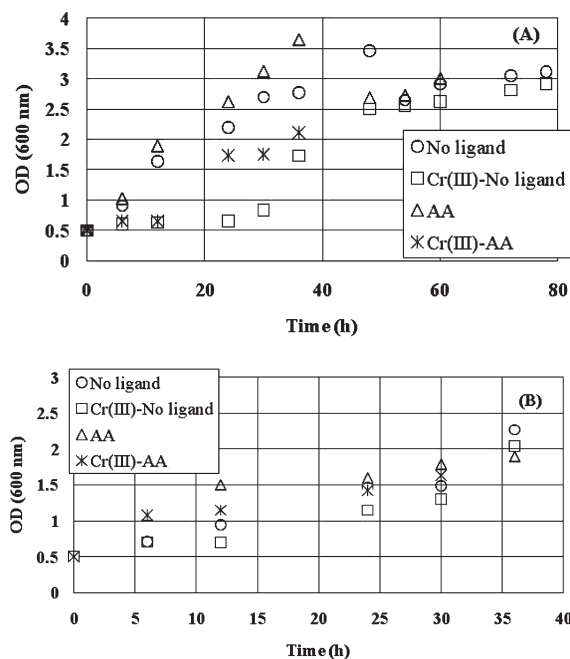 (A)
4
3.5
3
2.5
2
1.5
1
0.5
0
OD (600 nm)
No ligand
Cr(III)-No ligand
AA
Cr(III)-AA
0 20 40 60 80
Time (h)
(B)
3
2.5
2
1.5
1
0.5
0
OD (600 nm)
No ligand
Cr(III)-No ligand
AA
Cr(III)-AA
0 5 10 15 20 25 30 35 40
Time (h)